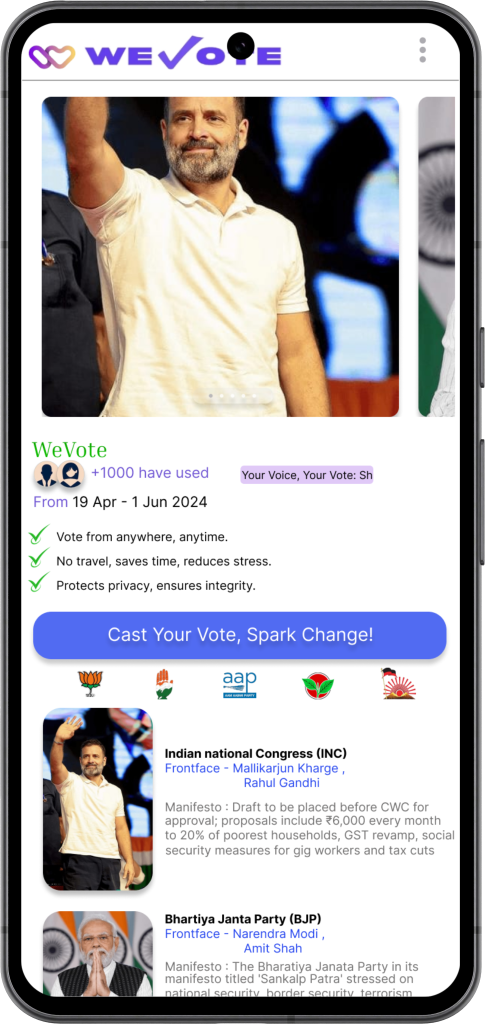 WEVOTE
WeVote
+1000 have used
Your Voice, Your Vote: Sh
From 19 Apr - 1 Jun 2024
Vote from anywhere, anytime.
No travel, saves time, reduces stress.
Protects privacy, ensures integrity.
Cast Your Vote, Spark Change!
aap
AAM AADMI PARTY
Indian national Congress (INC)
Frontface - Mallikarjun Kharge ,
Rahul Gandhi
Manifesto : Draft to be placed before CWC for
approval; proposals include ₹6,000 every month
to 20% of poorest households, GST revamp, social
security measures for gig workers and tax cuts
Bhartiya Janta Party (BJP)
Frontface - Narendra Modi ,
Amit Shah
Manifesto : The Bharatiya Janata Party in its
manifesto titled 'Sankalp Patra' stressed on
national security, border security, terrorism